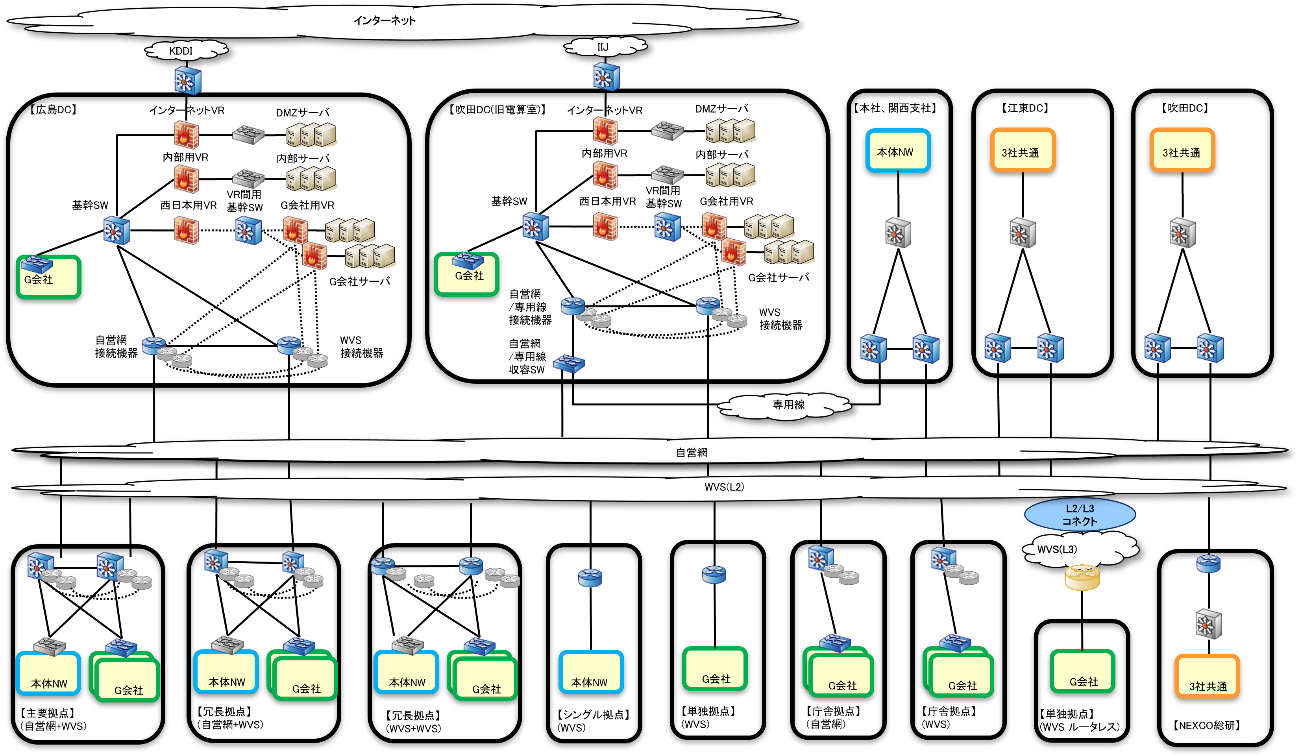 インターネット
KDDI
IIJ
【広島DC】
インターネットVR
DMZサーバ
内部用VR
内部サーバ
基幹SW
西日本用VR
VR間用
基幹SW
G会社用VR
G会社
G会社サーバ
自営網
接続機器
WVS
接続機器
【吹田DC(旧電算室)】
インターネットVR
DMZサーバ
内部用VR
内部サーバ
基幹SW
西日本用VR
VR間用
基幹SW
G会社用VR
G会社
G会社サーバ
自営網
/専用線
接続機器
WVS
接続機器
自営網
/専用線
収容SW
【本社、関西支社】
本体NW
【江東DC】
3社共通
【吹田DC】
3社共通
専用線
自営網
WVS(L2)
L2/L3
コネクト
WVS(L3)
本体NW
G会社
【主要拠点】
(自営網+WVS)
本体NW
G会社
【冗長拠点】
(自営網+WVS)
本体NW
G会社
【冗長拠点】
(WVS+WVS)
本体NW
【シングル拠点】
(WVS)
G会社
【単独拠点】
(WVS)
G会社
【庁舎拠点】
(自営網)
G会社
【庁舎拠点】
(WVS)
G会社
【単独拠点】
(WVS ルータレス)
3社共通
【NEXCO総研】